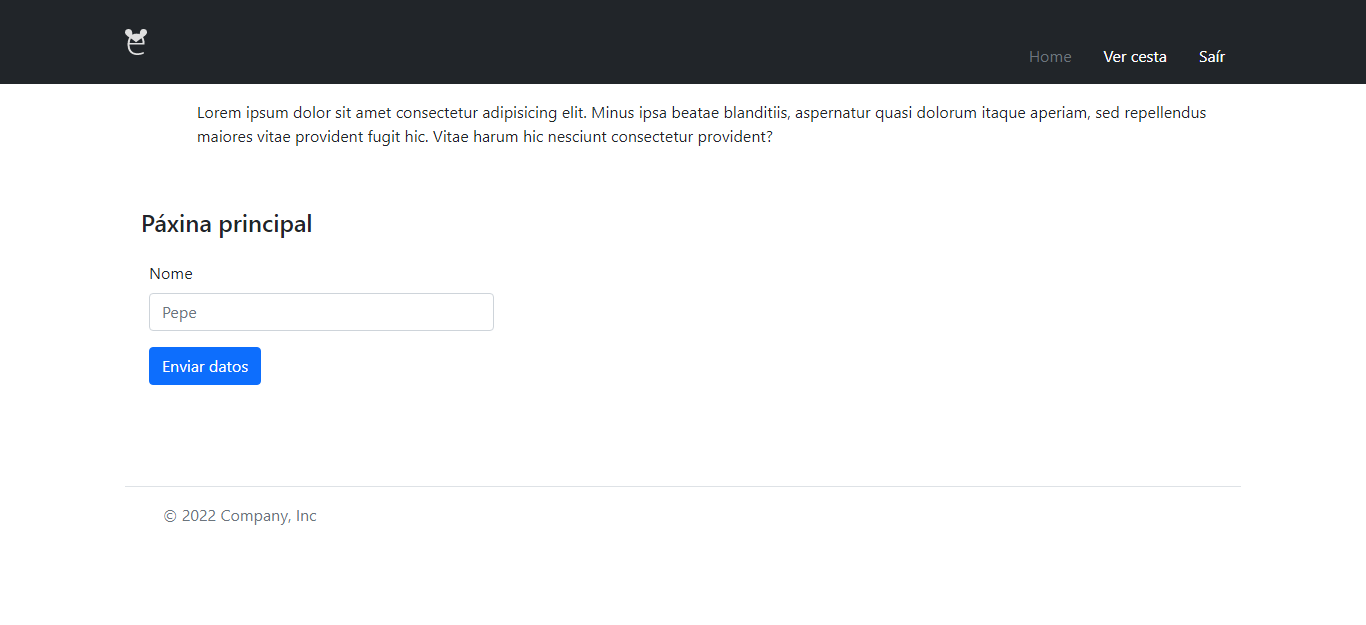 Home
Ver cesta
Saír
Lorem ipsum dolor sit amet consectetur adipisicing elit. Minus ipsa beatae blanditiis, aspernatur quasi dolorum itaque aperiam, sed repellendus
maiores vitae provident fugit hic. Vitae harum hic nesciunt consectetur provident?
Páxina principal
Nome
Pepe
Enviar datos
© 2022 Company, Inc